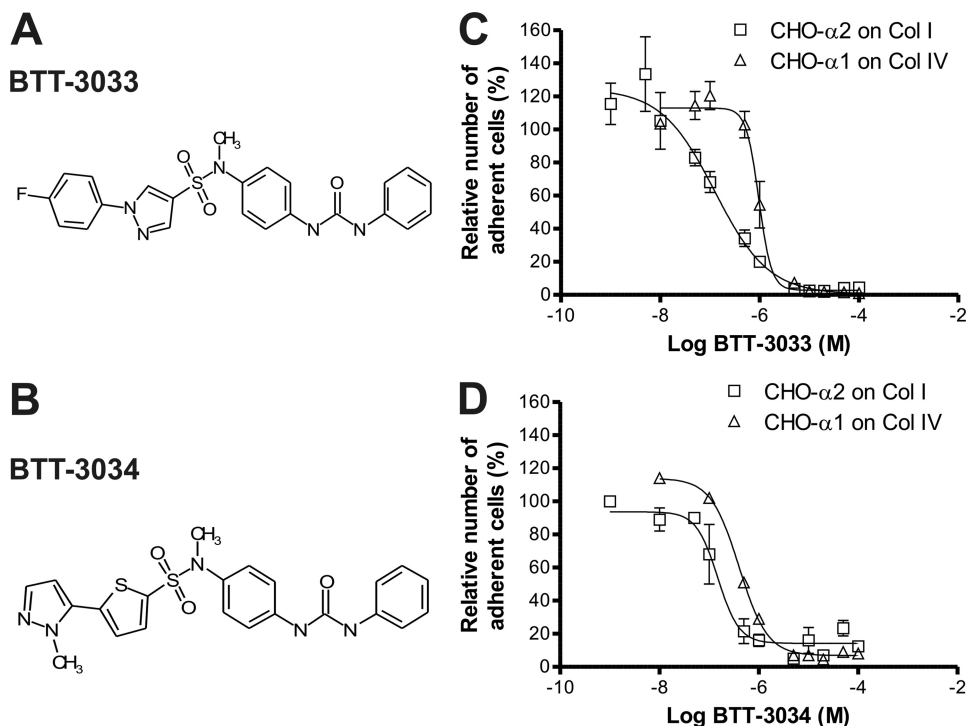 A
BTT-3033
F
N
N
O
S
O
N
CH3
N
O
N
B
BTT-3034
N
N
CH3
S
O
S
O
N
CH3
N
O
N
C
CHO-α2 on Col I
CHO-α1 on Col IV
Relative number of
adherent cells (%)
160
140
120
100
80
60
40
20
0
-10
-8
-6
-4
-2
Log BTT-3033 (M)
D
CHO-α2 on Col I
CHO-α1 on Col IV
Relative number of
adherent cells (%)
160
140
120
100
80
60
40
20
0
-10
-8
-6
-4
-2
Log BTT-3034 (M)